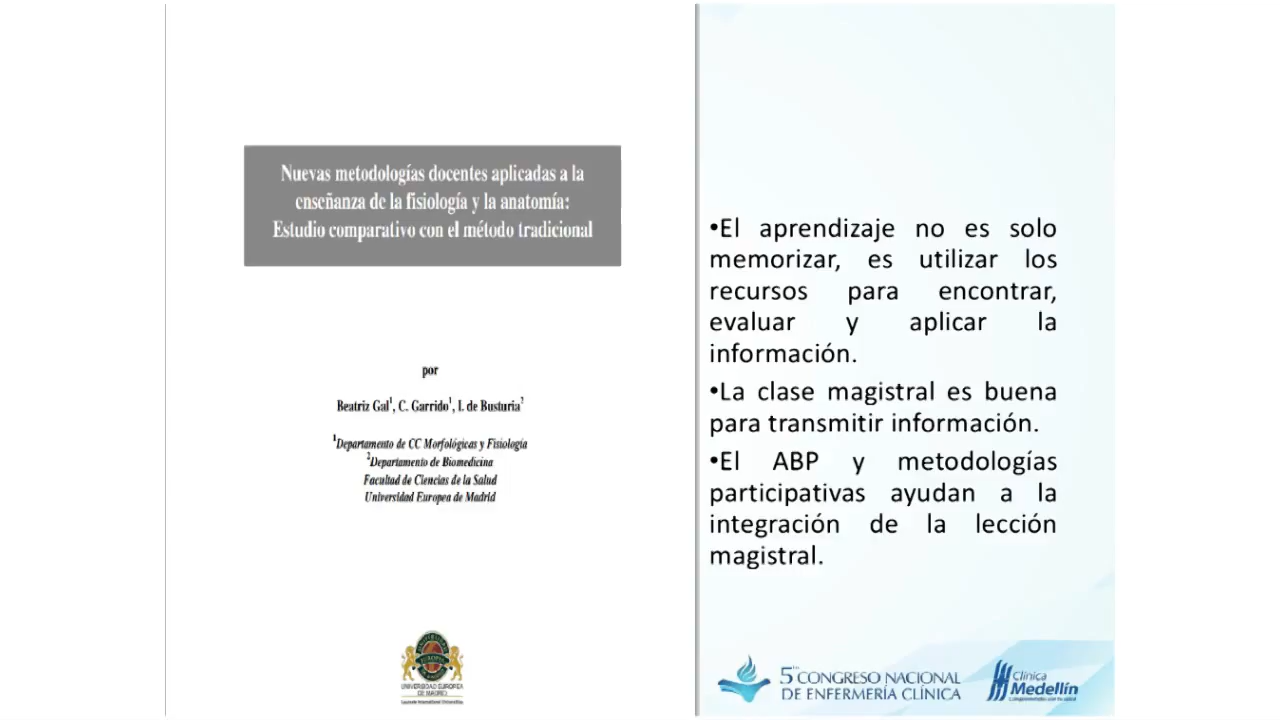 Nuevas metodologías docentes aplicadas a la
enseñanza de la fisiología y la anatomía:
Estudio comparativo con el método tradicional
por
Beatriz Gal¹, C. Garrido¹, I. de Busturia²
¹Departamento de CC Morfológicas y Fisiología
²Departamento de Biomedicina
Facultad de Ciencias de la Salud
Universidad Europea de Madrid
UNIVERSIDAD EUROPEA
DE MADRID
Laureate International Universities
•El aprendizaje no es solo
memorizar, es utilizar los
recursos para encontrar,
evaluar y aplicar la
información.
•La clase magistral es buena
para transmitir información.
•El ABP y metodologías
participativas ayudan a la
integración de la lección
magistral.
5 CONGRESO NACIONAL
DE ENFERMERÍA CLÍNICA
Clínica
Medellín